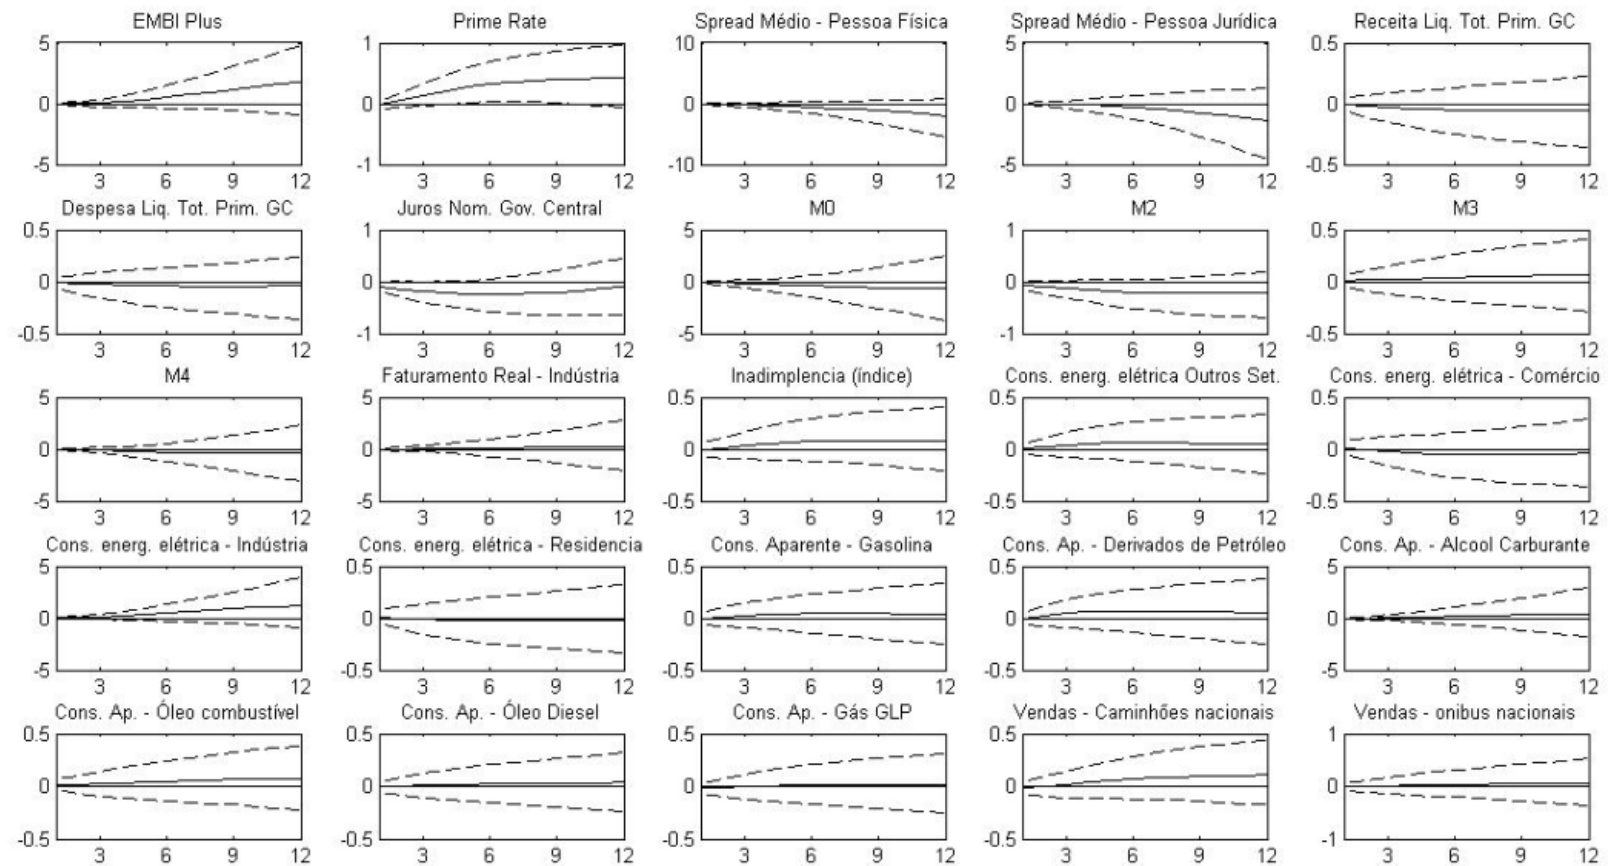 EMBI Plus Prime Rate Spread Médio - Pessoa Física Spread Médio - Pessoa Jurídica Receita Liq. Tot. Prim. GC
5 1 10 5 0.5
0 0 0 0 0
-5 -1 -10 -5 -0.5
3 6 9 12 3 6 9 12 3 6 9 12 3 6 9 12 3 6 9 12
Despesa Liq. Tot. Prim. GC Juros Nom. Gov. Central M0 M2 M3
0.5 1 5 1 0.5
0 0 0 0 0
-0.5 -1 -5 -1 -0.5
3 6 9 12 3 6 9 12 3 6 9 12 3 6 9 12 3 6 9 12
M4 Faturamento Real - Indústria Inadimplencia (índice) Cons. energ. elétrica Outros Set. Cons. energ. elétrica - Comércio
5 5 0.5 0.5 0.5
0 0 0 0 0
-5 -5 -0.5 -0.5 -0.5
3 6 9 12 3 6 9 12 3 6 9 12 3 6 9 12 3 6 9 12
Cons. energ. elétrica - Indústria Cons. energ. elétrica - Residencia Cons. Aparente - Gasolina Cons. Ap. - Derivados de Petróleo Cons. Ap. - Alcool Carburante
5 0.5 0.5 0.5 5
0 0 0 0 0
-5 -0.5 -0.5 -0.5 -5
3 6 9 12 3 6 9 12 3 6 9 12 3 6 9 12 3 6 9 12
Cons. Ap. - Óleo combustível Cons. Ap. - Óleo Diesel Cons. Ap. - Gás GLP Vendas - Caminhões nacionais Vendas - onibus nacionais
0.5 0.5 0.5 0.5 1
0 0 0 0 0
-0.5 -0.5 -0.5 -0.5 -1
3 6 9 12 3 6 9 12 3 6 9 12 3 6 9 12 3 6 9 12